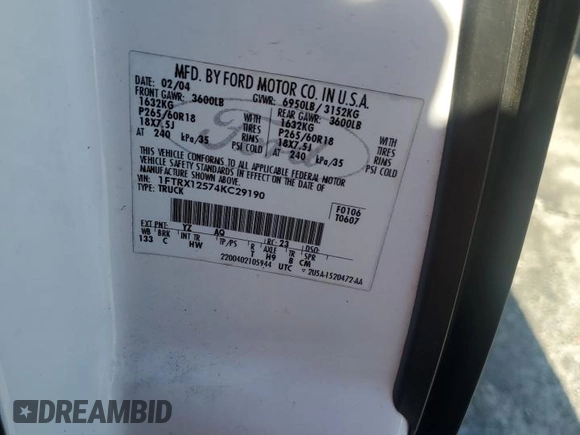 MFD. BY FORD MOTOR CO. IN U.S.A.
DATE: 02/04 GVWR: 6950LB / 3152KG
FRONT GAWR: 3600LB REAR GAWR: 3600LB
1632KG WITH 1632KG WITH
P265/60R18 TIRES P265/60R18 TIRES
18X7.5J RIMS 18X7.5J RIMS
AT 240 kPa/35 PSI COLD AT 240 kPa/35 PSI COLD
THIS VEHICLE CONFORMS TO ALL APPLICABLE FEDERAL MOTOR
VEHICLE SAFETY STANDARDS IN EFFECT ON THE DATE OF
MANUFACTURE SHOWN ABOVE.
VIN: 1FTRX12574KC29190
TYPE: TRUCK
F0106
T0607
Ford
EXT PNT: YZ AQ RC: 23 DSO:
WB BRK INT TR TP/PS R AXLE TR SPR
133 C HW 5 H9 B CM
2200402105944 UTC 2U5A-1520472-AA
DREAMBID